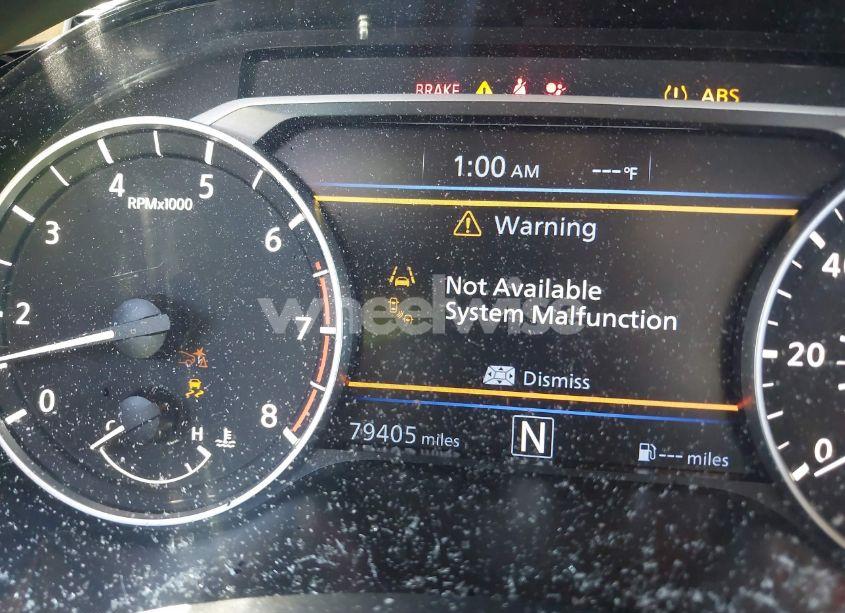 BRAKE
ABS
1:00 AM
---°F
Warning
Not Available
System Malfunction
Dismiss
79405 miles
N
--- miles
RPMx1000
0
2
3
4
5
6
7
8
C
H
40
20
0
wheelwise